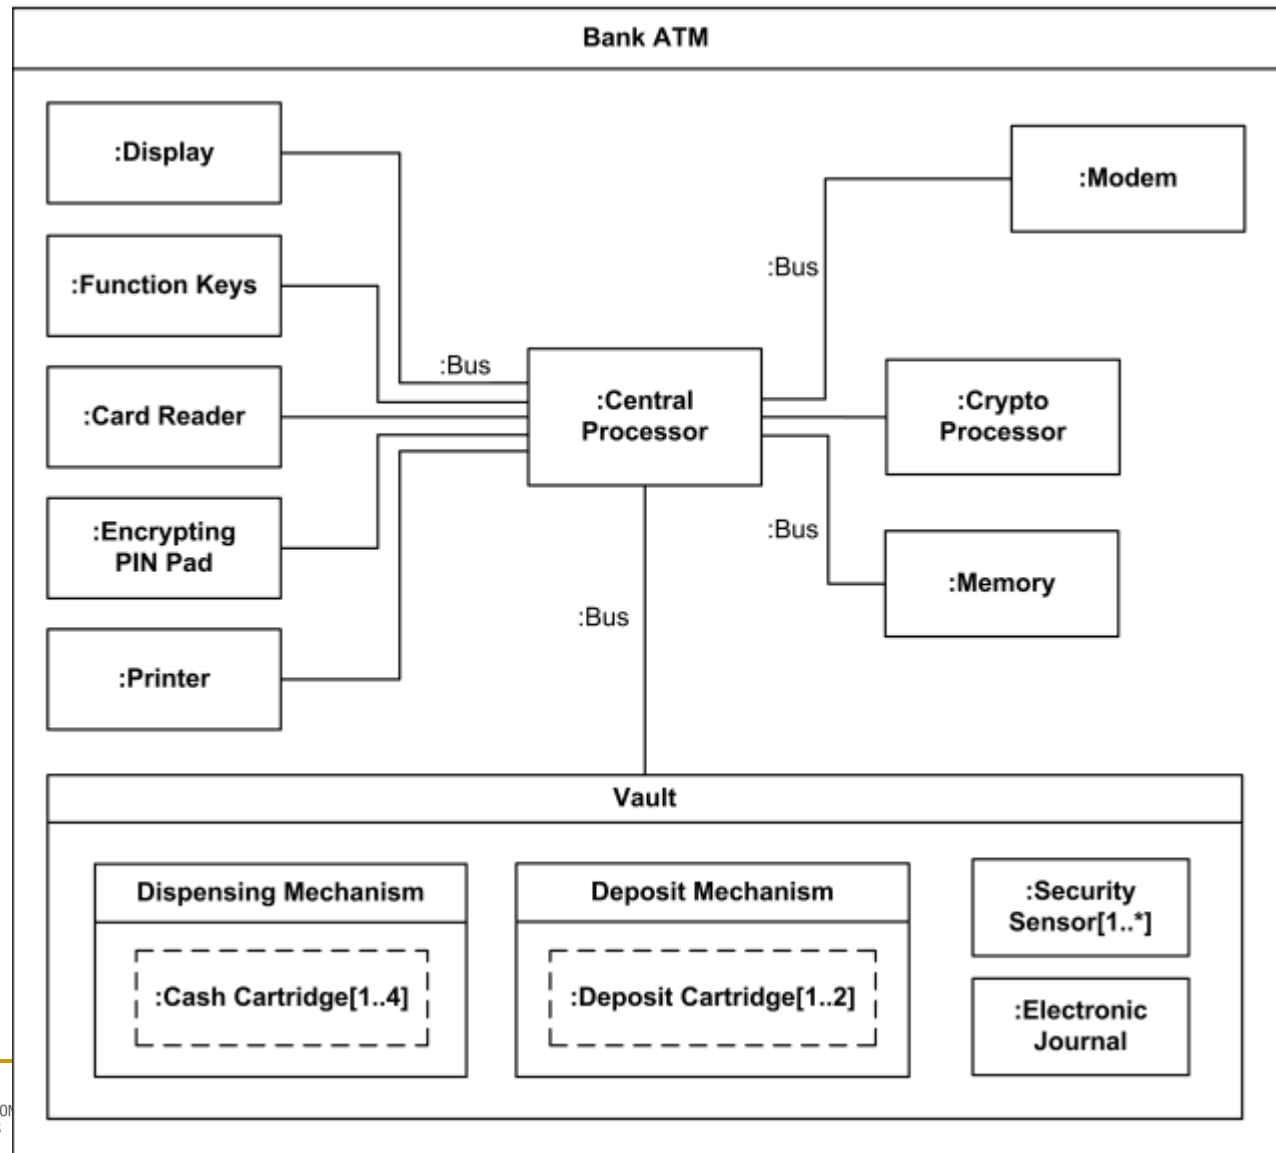 Bank ATM
:Display
:Modem
:Function Keys
:Bus
:Bus
:Card Reader
:Central
Processor
:Crypto
Processor
:Encrypting
PIN Pad
:Bus
:Memory
:Bus
:Printer
Vault
Dispensing Mechanism
:Cash Cartridge[1..4]
Deposit Mechanism
:Deposit Cartridge[1..2]
:Security
Sensor[1..*]
:Electronic
Journal